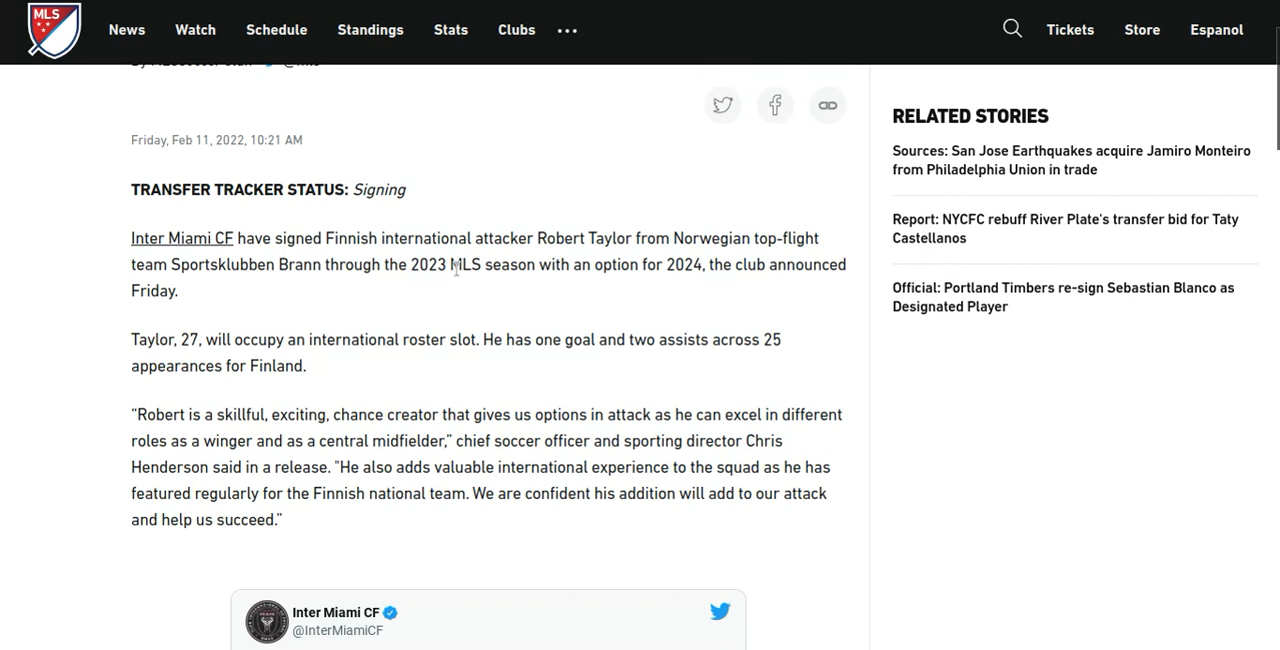 MLS
News
Watch
Schedule
Standings
Stats
Clubs
Tickets
Store
Espanol
Friday, Feb 11, 2022, 10:21 AM
TRANSFER TRACKER STATUS: Signing
Inter Miami CF have signed Finnish international attacker Robert Taylor from Norwegian top-flight
team Sportsklubben Brann through the 2023 MLS season with an option for 2024, the club announced
Friday.
Taylor, 27, will occupy an international roster slot. He has one goal and two assists across 25
appearances for Finland.
“Robert is a skillful, exciting, chance creator that gives us options in attack as he can excel in different
roles as a winger and as a central midfielder,” chief soccer officer and sporting director Chris
Henderson said in a release. "He also adds valuable international experience to the squad as he has
featured regularly for the Finnish national team. We are confident his addition will add to our attack
and help us succeed.”
Inter Miami CF
@InterMiamiCF
RELATED STORIES
Sources: San Jose Earthquakes acquire Jamiro Monteiro
from Philadelphia Union in trade
Report: NYCFC rebuff River Plate's transfer bid for Taty
Castellanos
Official: Portland Timbers re-sign Sebastian Blanco as
Designated Player